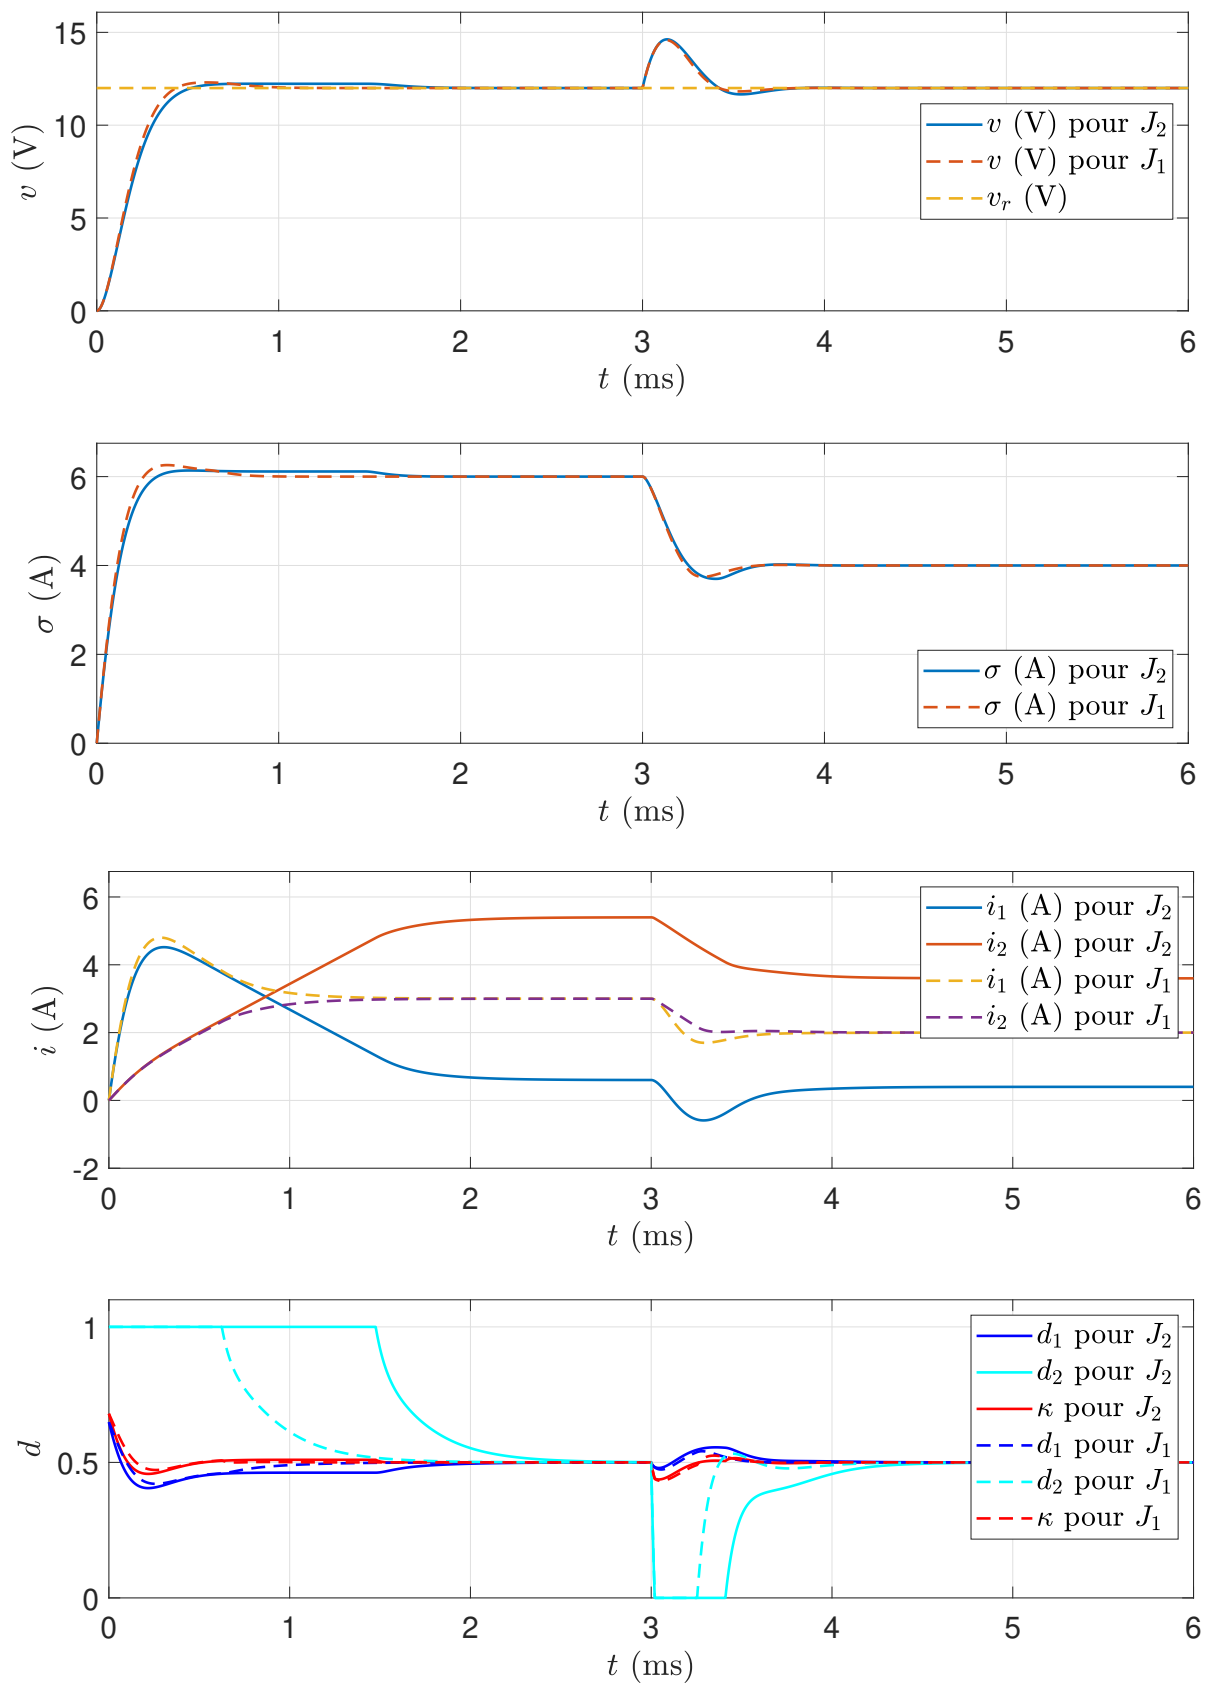 15
10
5
0
v (V)
v (V) pour J₂
v (V) pour J₁
vᵣ (V)
0 1 2 3 4 5 6
t (ms)
6
4
2
0
σ (A)
σ (A) pour J₂
σ (A) pour J₁
0 1 2 3 4 5 6
t (ms)
6
4
2
0
-2
i (A)
i₁ (A) pour J₂
i₂ (A) pour J₂
i₁ (A) pour J₁
i₂ (A) pour J₁
0 1 2 3 4 5 6
t (ms)
1
0.5
0
d
d₁ pour J₂
d₂ pour J₂
κ pour J₂
d₁ pour J₁
d₂ pour J₁
κ pour J₁
0 1 2 3 4 5 6
t (ms)